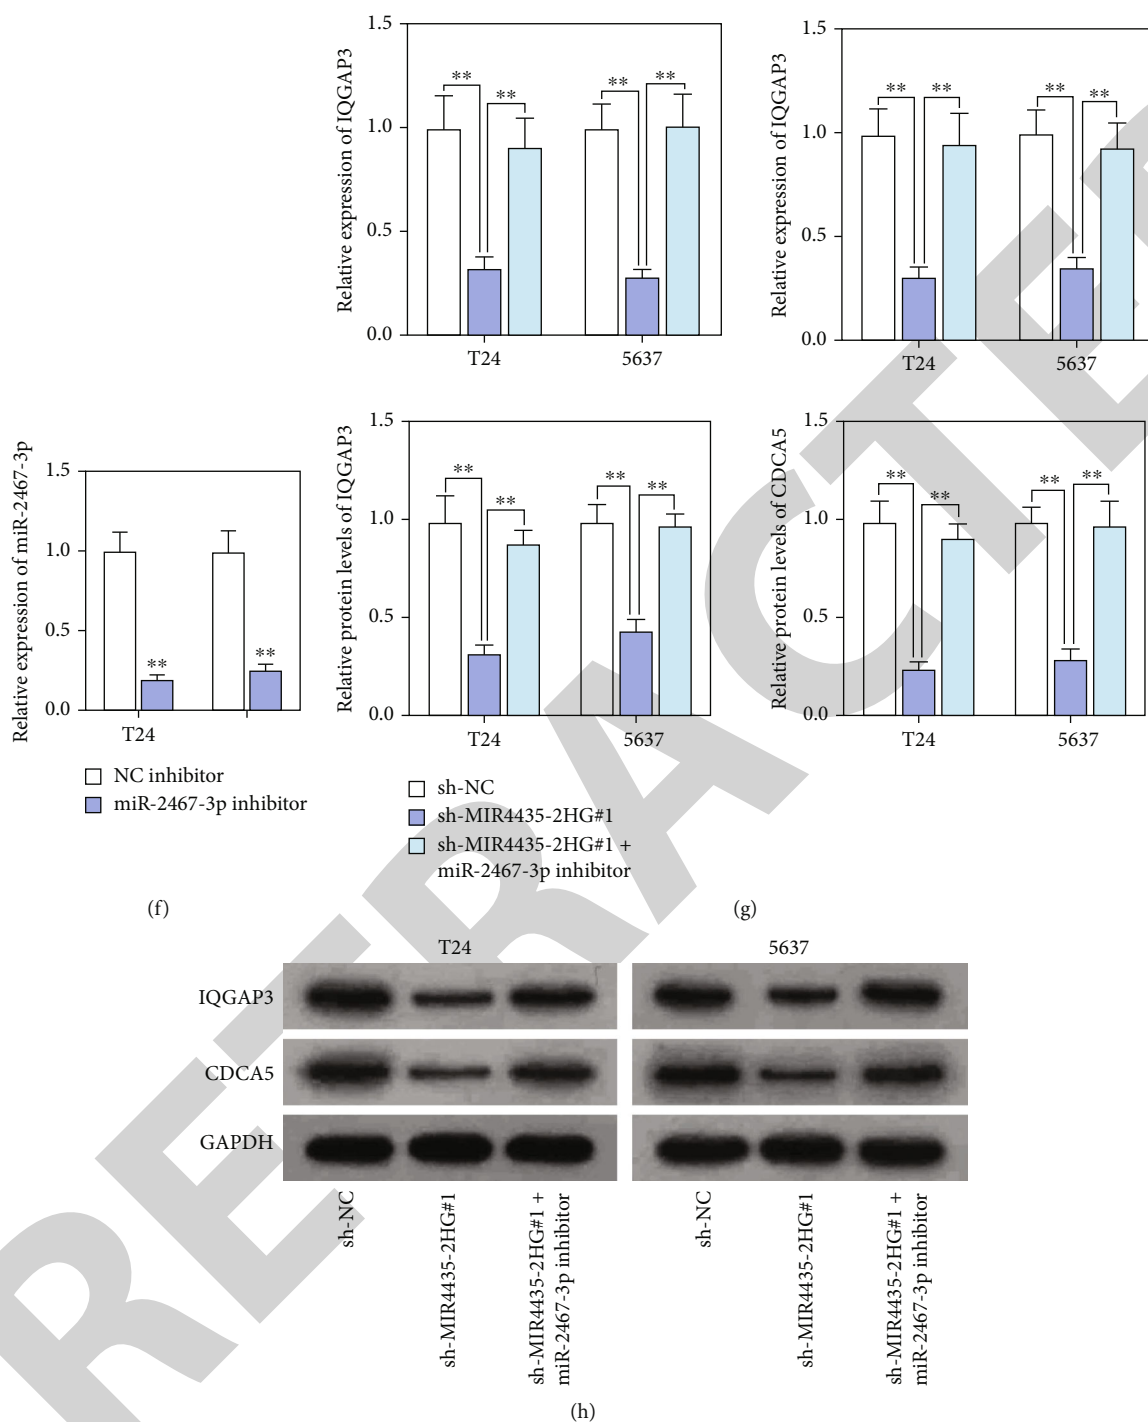 1.5
1.0
0.5
0.0
Relative expression of IQGAP3
** ** ** **
T24 5637
1.5
1.0
0.5
0.0
Relative expression of IQGAP3
** ** ** **
T24 5637
1.5
1.0
0.5
0.0
Relative expression of miR-2467-3p
** **
T24
NC inhibitor
miR-2467-3p inhibitor
(f)
1.5
1.0
0.5
0.0
Relative protein levels of IQGAP3
** ** ** **
T24 5637
1.5
1.0
0.5
0.0
Relative protein levels of CDCA5
** ** ** **
T24 5637
sh-NC
sh-MIR4435-2HG#1
sh-MIR4435-2HG#1 +
miR-2467-3p inhibitor
(g)
T24 5637
IQGAP3
CDCA5
GAPDH
sh-NC
sh-MIR4435-2HG#1
sh-MIR4435-2HG#1 +
miR-2467-3p inhibitor
sh-NC
sh-MIR4435-2HG#1
sh-MIR4435-2HG#1 +
miR-2467-3p inhibitor
(h)
RETRACTE